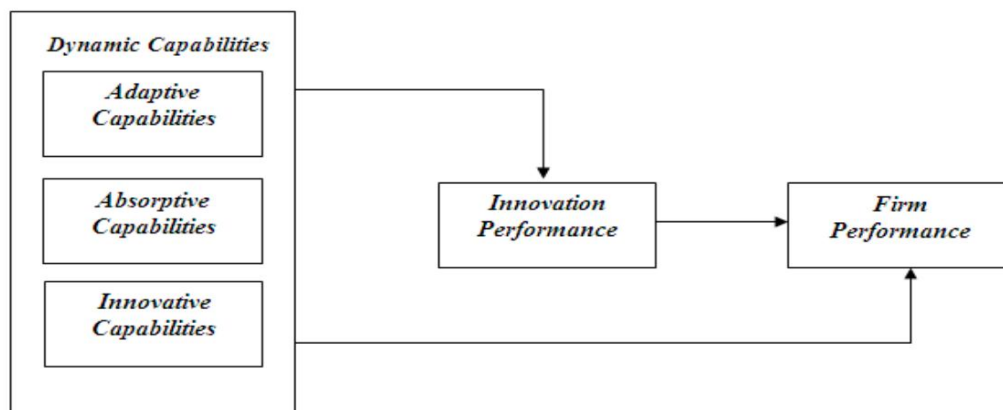 Dynamic Capabilities
Adaptive
Capabilities
Absorptive
Capabilities
Innovative
Capabilities
Innovation
Performance
Firm
Performance